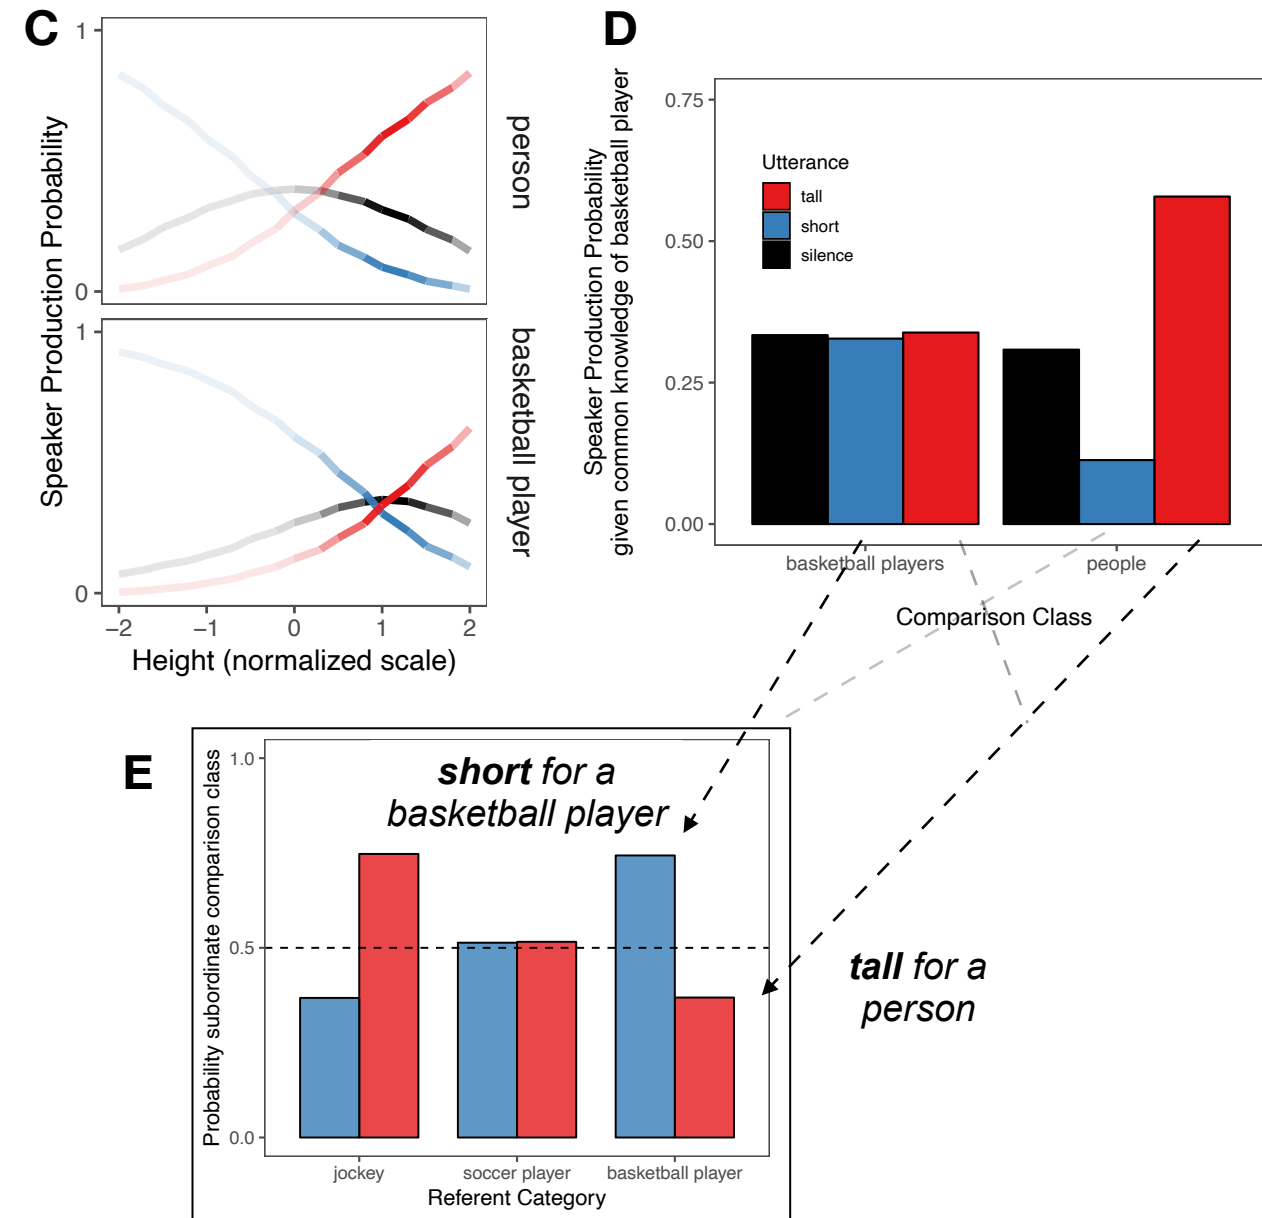 C
Speaker Production Probability
1
0
person
1
0
basketball player
−2
−1
0
1
2
Height (normalized scale)
D
Speaker Production Probability
given common knowledge of basketball player
0.75
0.50
0.25
0.00
Utterance
tall
short
silence
basketball players
people
Comparison Class
E
Probability subordinate comparison class
1.0
0.5
0.0
short for a
basketball player
tall for a
person
jockey
soccer player
basketball player
Referent Category